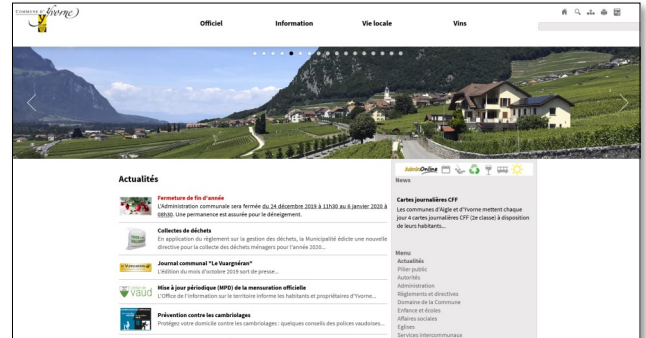 COMMUNE D'Yvorne
Officiel
Information
Vie locale
Vins
Actualités
Fermeture de fin d'année
L'Administration communale sera fermée du 24 décembre 2019 à 11h30 au 6 janvier 2020 à
08h30. Une permanence est assurée pour le déneigement.
Collectes de déchets
En application du règlement sur la gestion des déchets, la Municipalité édicte une nouvelle
directive pour la collecte des déchets ménagers pour l'année 2020...
Journal communal "Le Vuargnéran"
L'édition du mois d'octobre 2019 sort de presse...
vaud
Mise à jour périodique (MPD) de la mensuration officielle
L'Office de l'information sur le territoire informe les habitants et propriétaires d'Yvorne...
Prévention contre les cambriolages
Protégez votre domicile contre les cambriolages : quelques conseils des polices vaudoises...
AdminOnline
News
Cartes journalières CFF
Les communes d'Aigle et d'Yvorne mettent chaque
jour 4 cartes journalières CFF (2e classe) à disposition
de leurs habitants...
Menu
Actualités
Pilier public
Autorités
Administration
Règlements et directives
Domaine de la Commune
Enfance et écoles
Affaires sociales
Eglises
Services intercommunaux